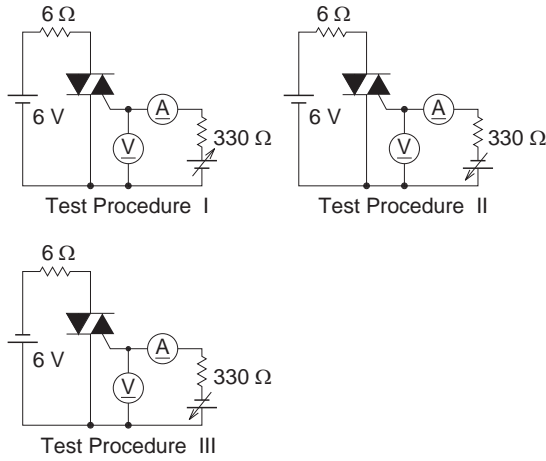 6 Ω
6 V
A
V
330 Ω
Test Procedure I
6 Ω
6 V
A
V
330 Ω
Test Procedure II
6 Ω
6 V
A
V
330 Ω
Test Procedure III